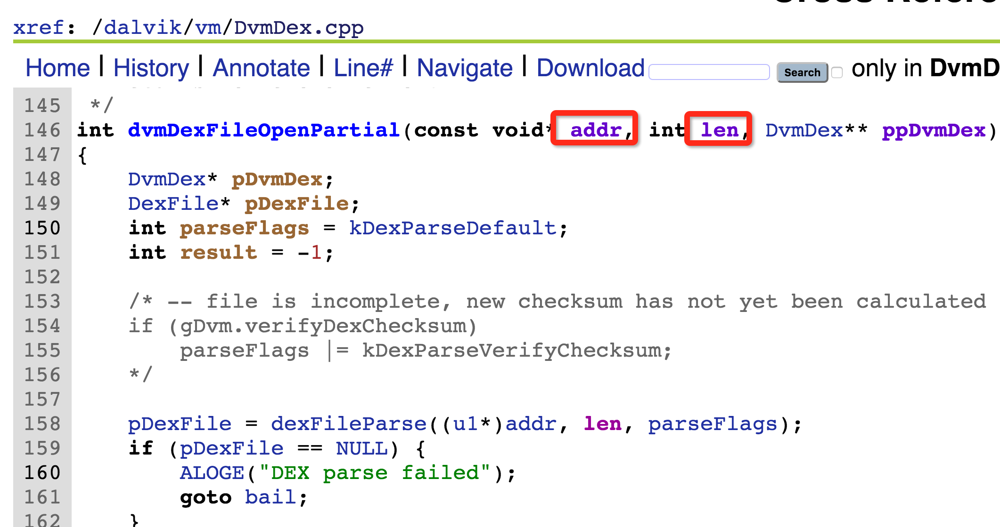 xref: /dalvik/vm/DvmDex.cpp
Home | History | Annotate | Line# | Navigate | Download Search only in DvmD
145 */
146 int dvmDexFileOpenPartial(const void* addr, int len, DvmDex** ppDvmDex)
147 {
148 DvmDex* pDvmDex;
149 DexFile* pDexFile;
150 int parseFlags = kDexParseDefault;
151 int result = -1;
152
153 /* -- file is incomplete, new checksum has not yet been calculated
154 if (gDvm.verifyDexChecksum)
155 parseFlags |= kDexParseVerifyChecksum;
156 */
157
158 pDexFile = dexFileParse((u1*)addr, len, parseFlags);
159 if (pDexFile == NULL) {
160 ALOGE("DEX parse failed");
161 goto bail;
162 }